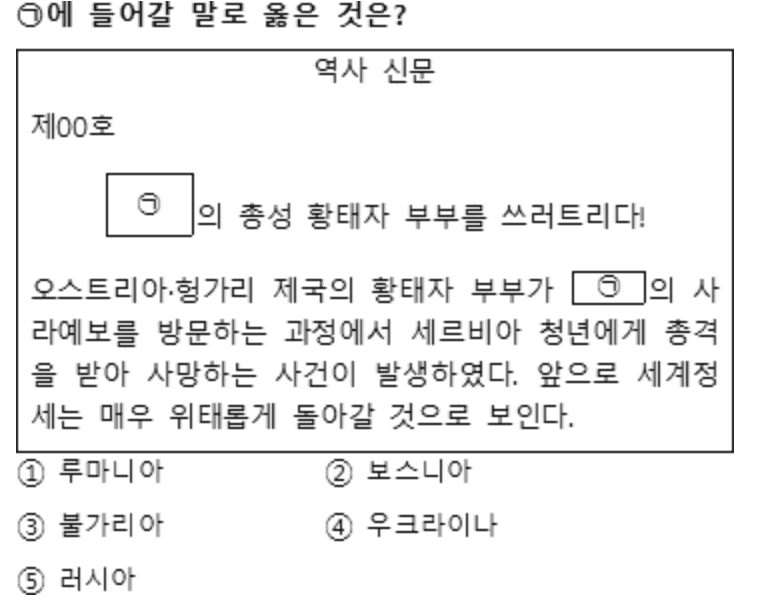 ㉠에 들어갈 말로 옳은 것은?
역사 신문
제00호
㉠ 의 총성 황태자 부부를 쓰러트리다!
오스트리아·헝가리 제국의 황태자 부부가 ㉠ 의 사
라예보를 방문하는 과정에서 세르비아 청년에게 총격
을 받아 사망하는 사건이 발생하였다. 앞으로 세계정
세는 매우 위태롭게 돌아갈 것으로 보인다.
① 루마니아 ② 보스니아
③ 불가리아 ④ 우크라이나
⑤ 러시아